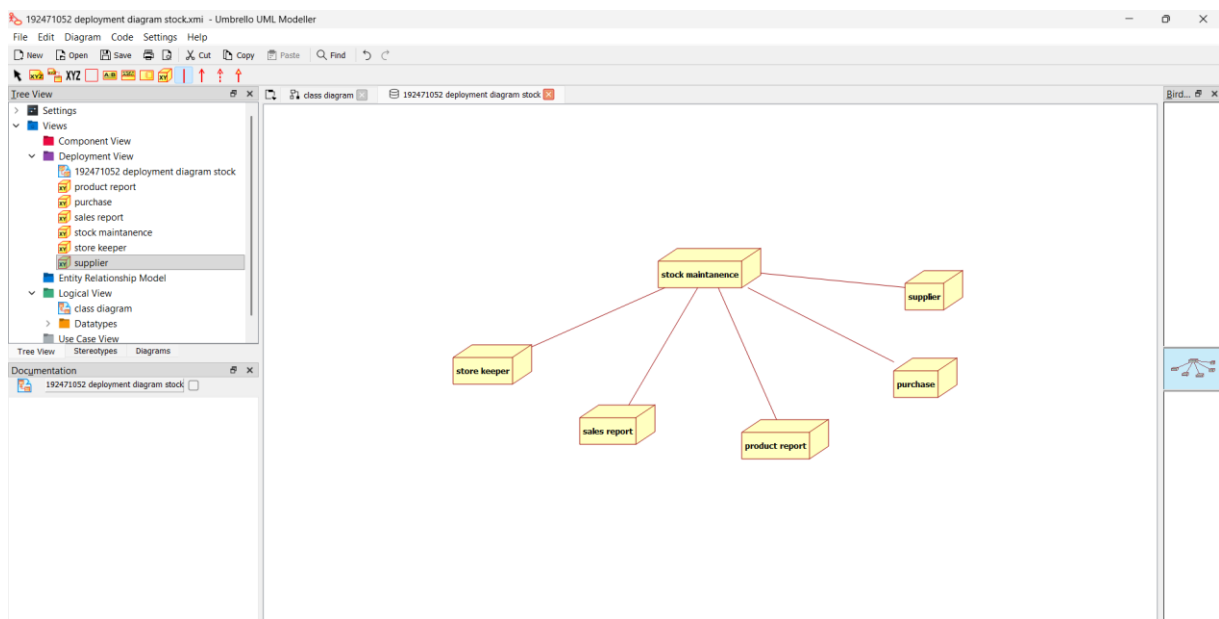 192471052 deployment diagram stock.xmi - Umbrello UML Modeller
File Edit Diagram Code Settings Help
New Open Save Cut Copy Paste Find
XYZ
Tree View
class diagram
192471052 deployment diagram stock
Bird...
Settings
Views
Component View
Deployment View
192471052 deployment diagram stock
product report
purchase
sales report
stock maintanence
store keeper
supplier
Entity Relationship Model
Logical View
class diagram
Datatypes
Use Case View
Tree View Stereotypes Diagrams
Documentation
192471052 deployment diagram stock
stock maintanence
supplier
store keeper
purchase
sales report
product report